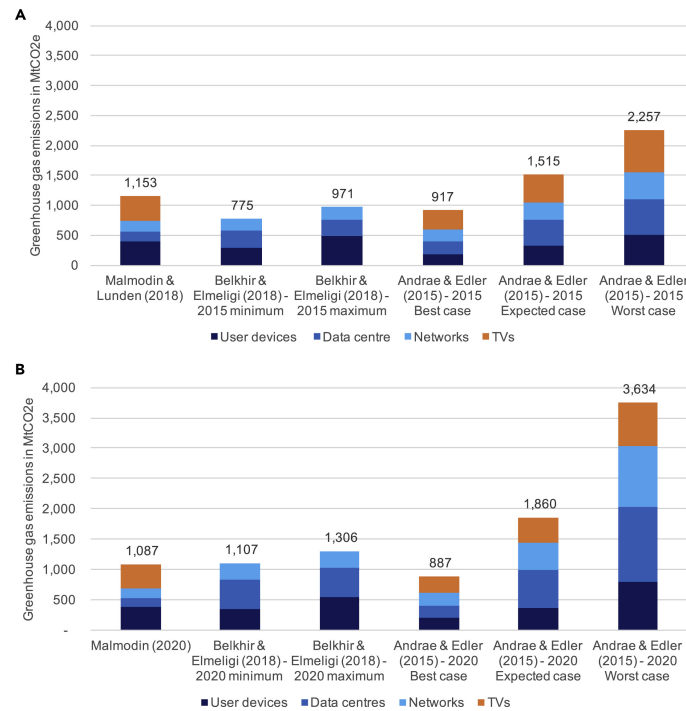 A
Greenhouse gas emissions in MtCO2e
4,000
3,500
3,000
2,500
2,000
1,500
1,000
500
0
1,153
775
971
917
1,515
2,257
Malmodin &
Lunden (2018)
Belkhir &
Elmeligi (2018) -
2015 minimum
Belkhir &
Elmeligi (2018) -
2015 maximum
Andrae & Edler
(2015) - 2015
Best case
Andrae & Edler
(2015) - 2015
Expected case
Andrae & Edler
(2015) - 2015
Worst case
User devices
Data centre
Networks
TVs
B
Greenhouse gas emissions in MtCO2e
4,000
3,500
3,000
2,500
2,000
1,500
1,000
500
-
1,087
1,107
1,306
887
1,860
3,634
Malmodin (2020)
Belkhir &
Elmeligi (2018) -
2020 minimum
Belkhir &
Elmeligi (2018) -
2020 maximum
Andrae & Edler
(2015) - 2020
Best case
Andrae & Edler
(2015) - 2020
Expected case
Andrae & Edler
(2015) - 2020
Worst case
User devices
Data centres
Networks
TVs